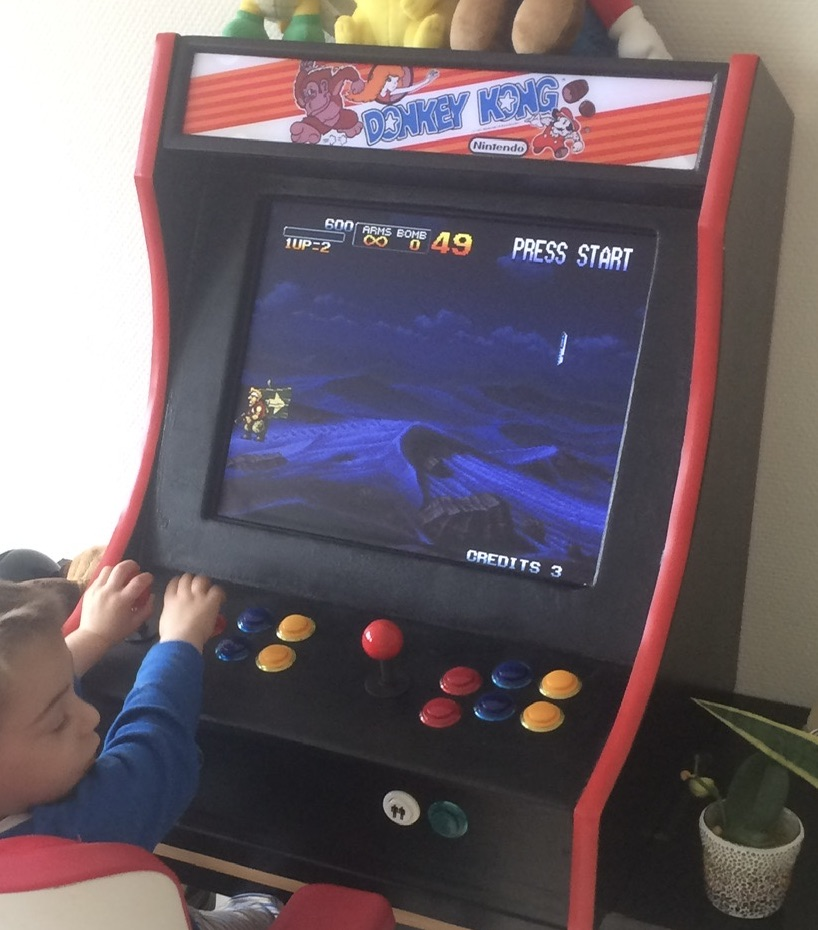 DONKEY KONG
Nintendo
600
1UP=2
ARMS BOMB
∞ 0
49
PRESS START
CREDITS 3